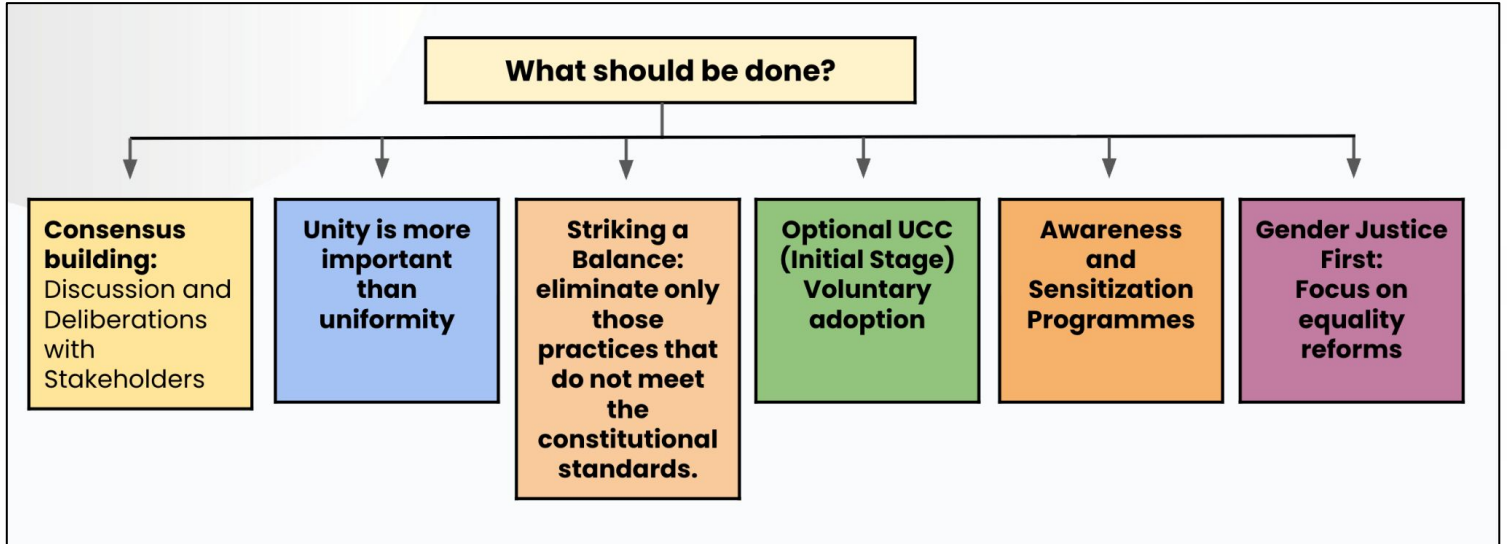 What should be done?
Consensus
building:
Discussion and
Deliberations
with
Stakeholders
Unity is more
important
than
uniformity
Striking a
Balance:
eliminate only
those
practices that
do not meet
the
constitutional
standards.
Optional UCC
(Initial Stage)
Voluntary
adoption
Awareness
and
Sensitization
Programmes
Gender Justice
First:
Focus on
equality
reforms